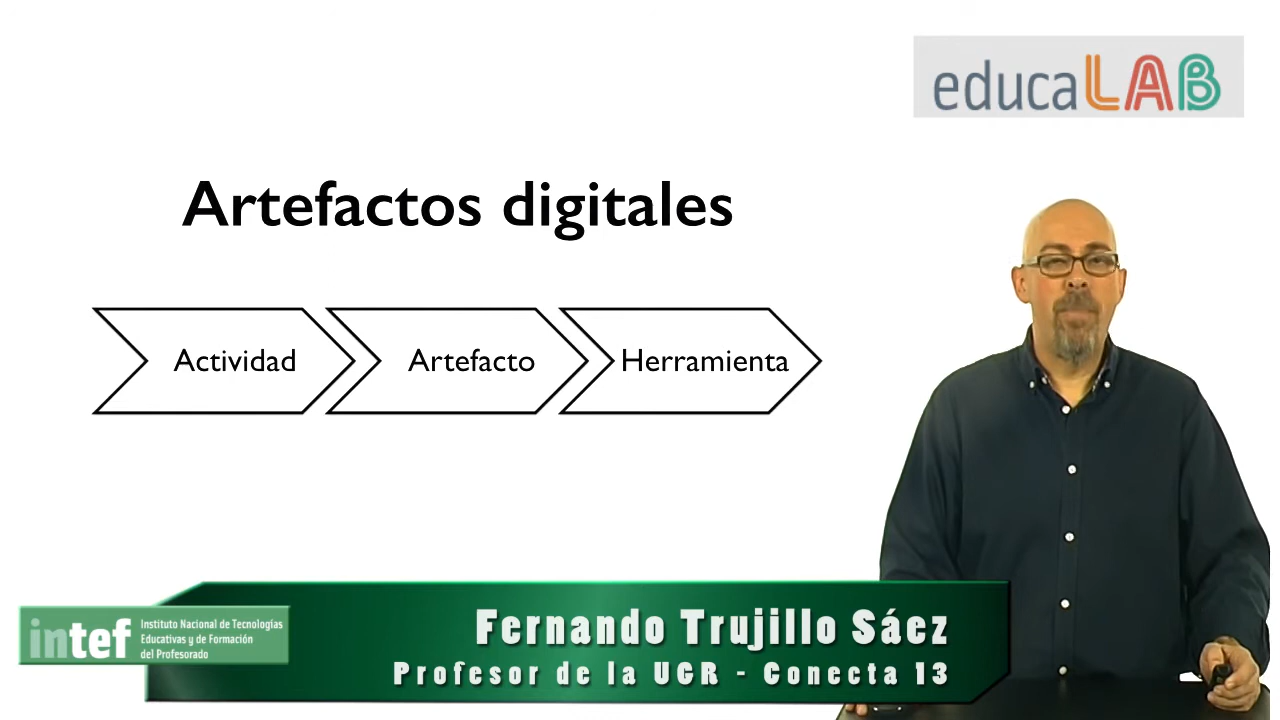 educaLAB
Artefactos digitales
Actividad
Artefacto
Herramienta
Fernando Trujillo Sáez
Profesor de la UGR - Conecta 13
intef
Instituto Nacional de Tecnologías
Educativas y de Formación
del Profesorado